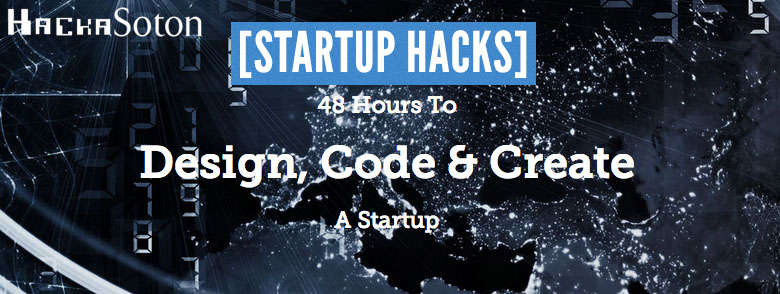 HackaSoton
[STARTUP HACKS]
48 Hours To
Design, Code & Create
A Startup